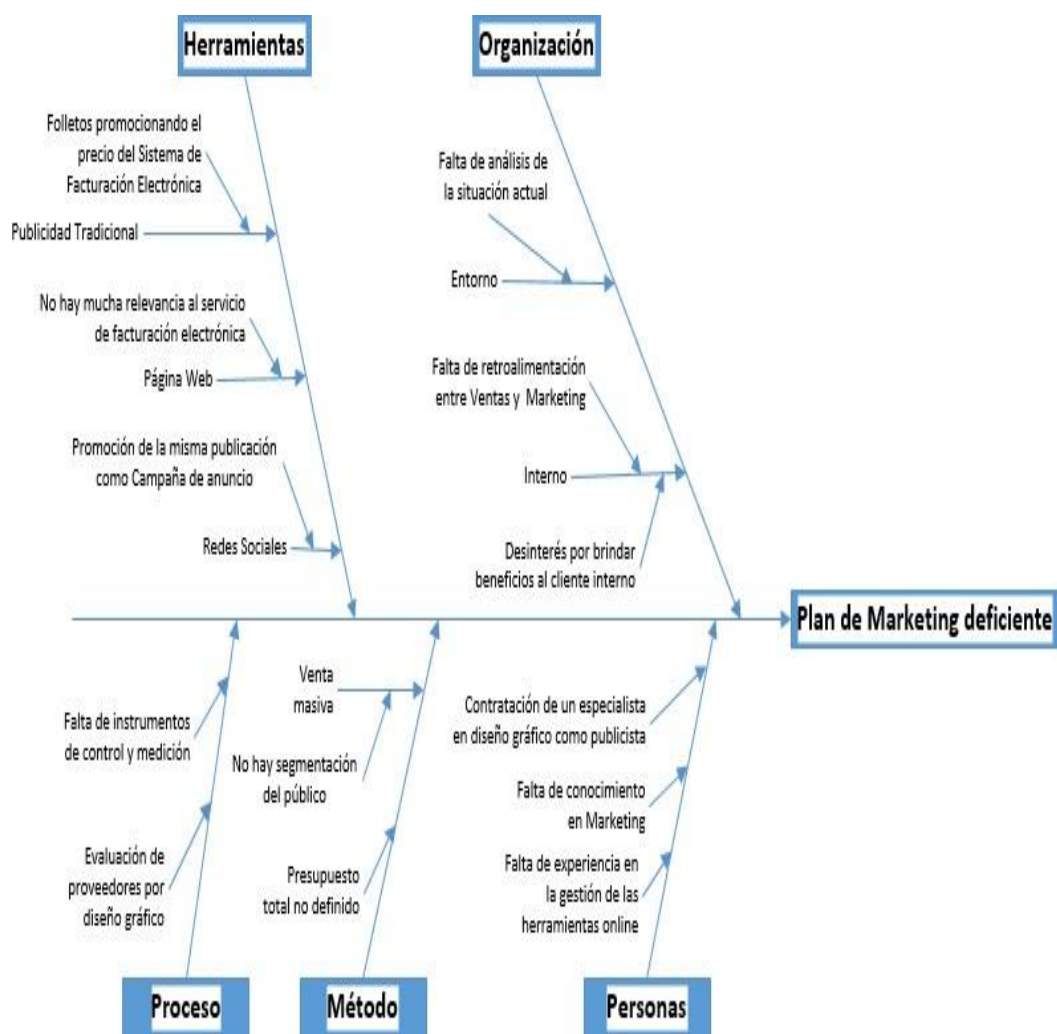 Herramientas
Organización
Folletos promocionando el
precio del Sistema de
Facturación Electrónica
Publicidad Tradicional
No hay mucha relevancia al servicio
de facturación electrónica
Página Web
Promoción de la misma publicación
como Campaña de anuncio
Redes Sociales
Falta de análisis de
la situación actual
Entorno
Falta de retroalimentación
entre Ventas y Marketing
Interno
Desinterés por brindar
beneficios al cliente interno
Plan de Marketing deficiente
Falta de instrumentos
de control y medición
Evaluación de
proveedores por
diseño gráfico
Venta
masiva
No hay segmentación
del público
Presupuesto
total no definido
Contratación de un especialista
en diseño gráfico como publicista
Falta de conocimiento
en Marketing
Falta de experiencia en
la gestión de las
herramientas online
Proceso
Método
Personas